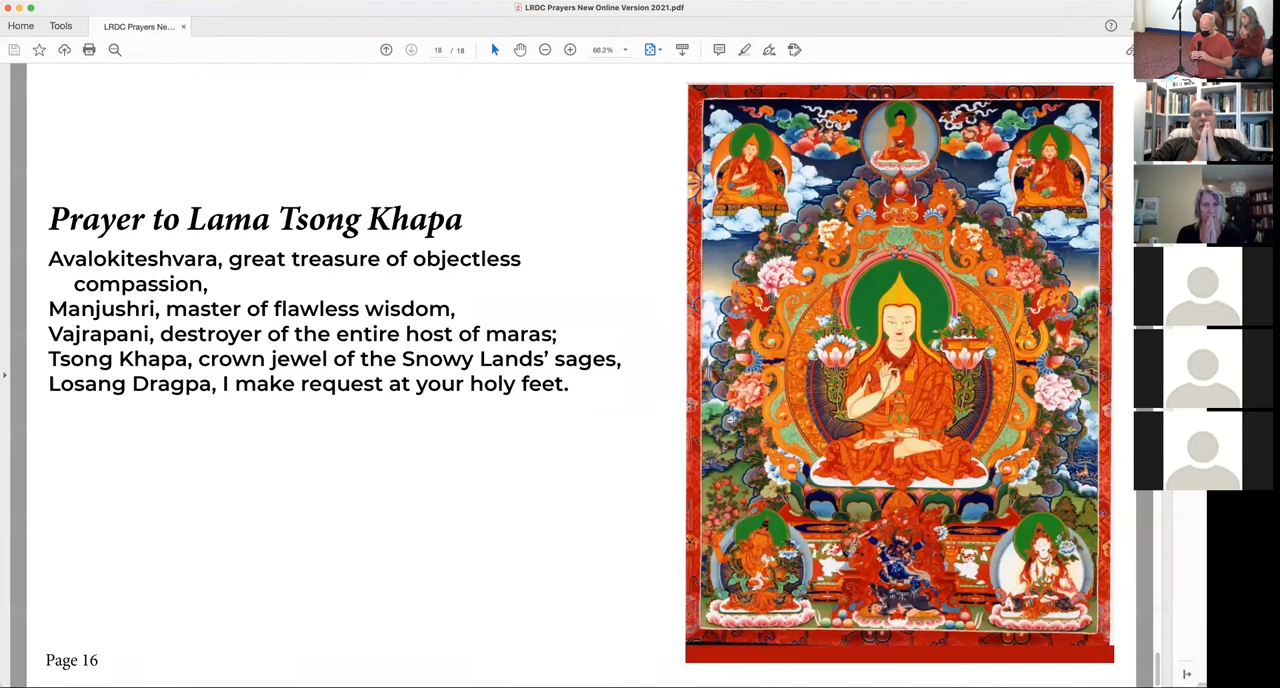 LRDC Prayers New Online Version 2021.pdf
Home Tools LRDC Prayers Ne... ×
18 / 18 66.2%
Prayer to Lama Tsong Khapa
Avalokiteshvara, great treasure of objectless
compassion,
Manjushri, master of flawless wisdom,
Vajrapani, destroyer of the entire host of maras;
Tsong Khapa, crown jewel of the Snowy Lands’ sages,
Losang Dragpa, I make request at your holy feet.
Page 16